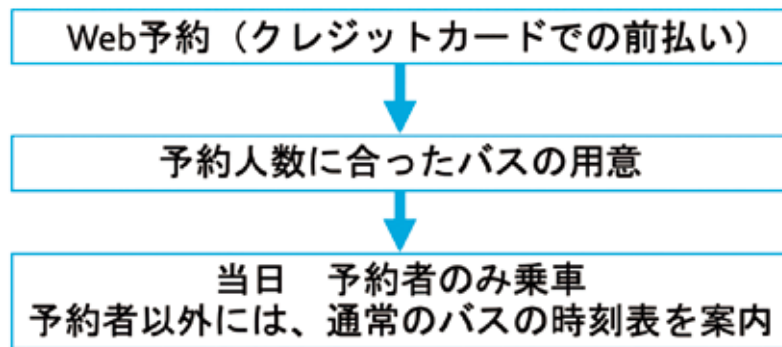 Web予約（クレジットカードでの前払い）
予約人数に合ったバスの用意
当日　予約者のみ乗車
予約者以外には、通常のバスの時刻表を案内